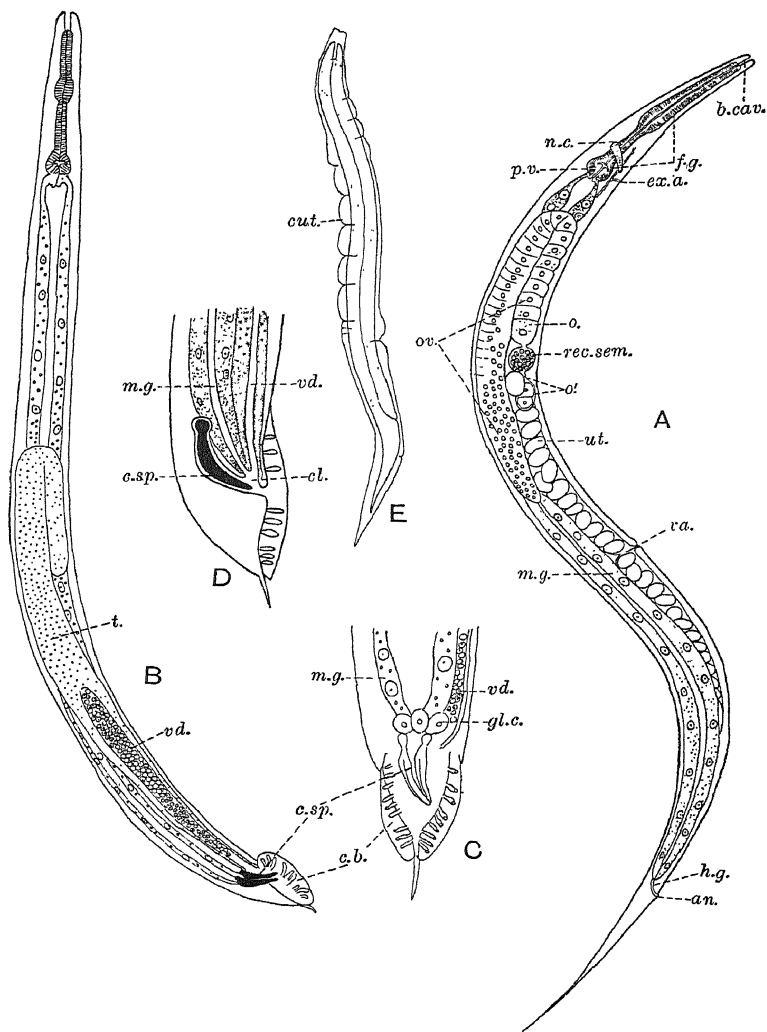 b.cav.
n.c.
p.v.
f.g.
ex.a.
cut.
ov.
o.
rec.sem.
o!
ut.
A
m.g.
vd.
c.sp.
cl.
E
D
va.
m.g.
t.
B
vd.
m.g.
vd.
gl.c.
c.sp.
c.b.
C
h.g.
an.